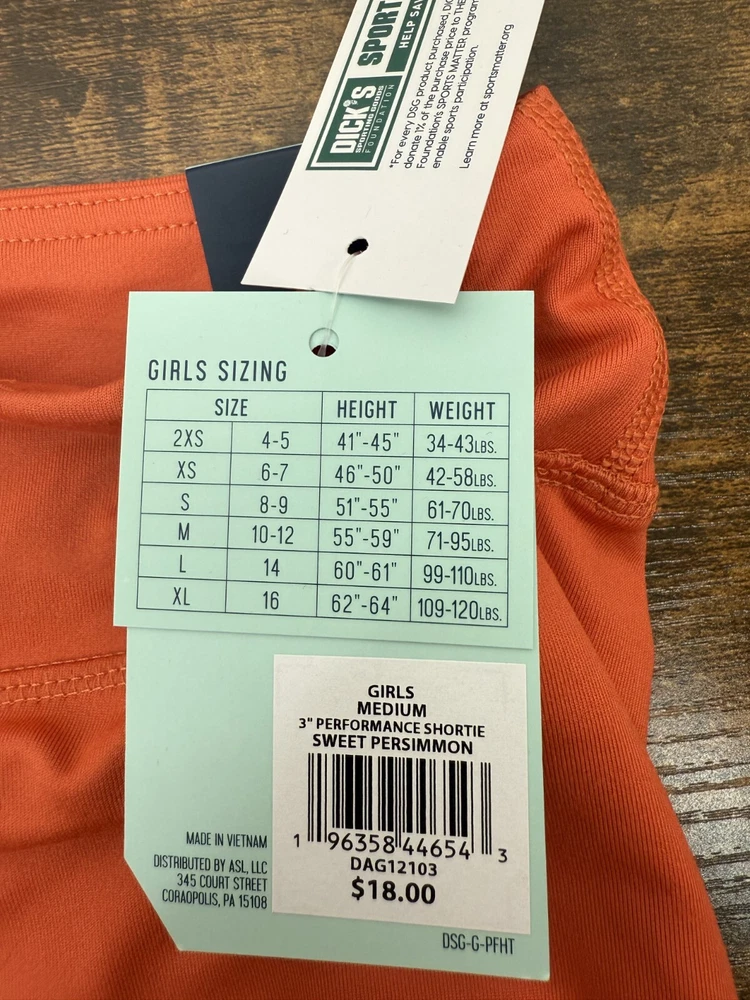 DICK'S
SPORTING GOODS
FOUNDATION
SPORT
HELP SAV
*For every DSG product purchased, DIC
donate 1% of the purchase price to THE
Foundation's SPORTS MATTER program
enable sports participation.
Learn more at sportsmatter.org
GIRLS SIZING
SIZE HEIGHT WEIGHT
2XS 4-5 41"-45" 34-43LBS.
XS 6-7 46"-50" 42-58LBS.
S 8-9 51"-55" 61-70LBS.
M 10-12 55"-59" 71-95LBS.
L 14 60"-61" 99-110LBS.
XL 16 62"-64" 109-120LBS.
GIRLS
MEDIUM
3" PERFORMANCE SHORTIE
SWEET PERSIMMON
1 96358 44654 3
DAG12103
$18.00
MADE IN VIETNAM
DISTRIBUTED BY ASL, LLC
345 COURT STREET
CORAOPOLIS, PA 15108
DSG-G-PFHT